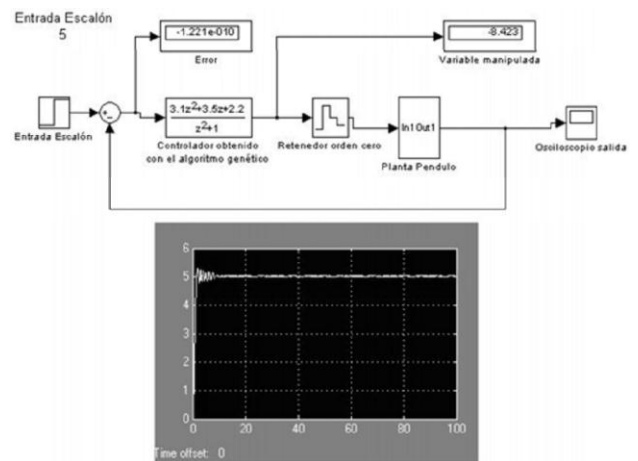 Entrada Escalón
5
-1.221e-010
Error
-8.423
Variable manipulada
Entrada Escalón
3.1z²+3.5z+2.2
z²+1
Controlador obtenido
con el algoritmo genético
Retenedor orden cero
In1 Out1
Planta Pendulo
Osciloscopio salida
6
5
4
3
2
1
0
0
20
40
60
80
100
Time offset: 0